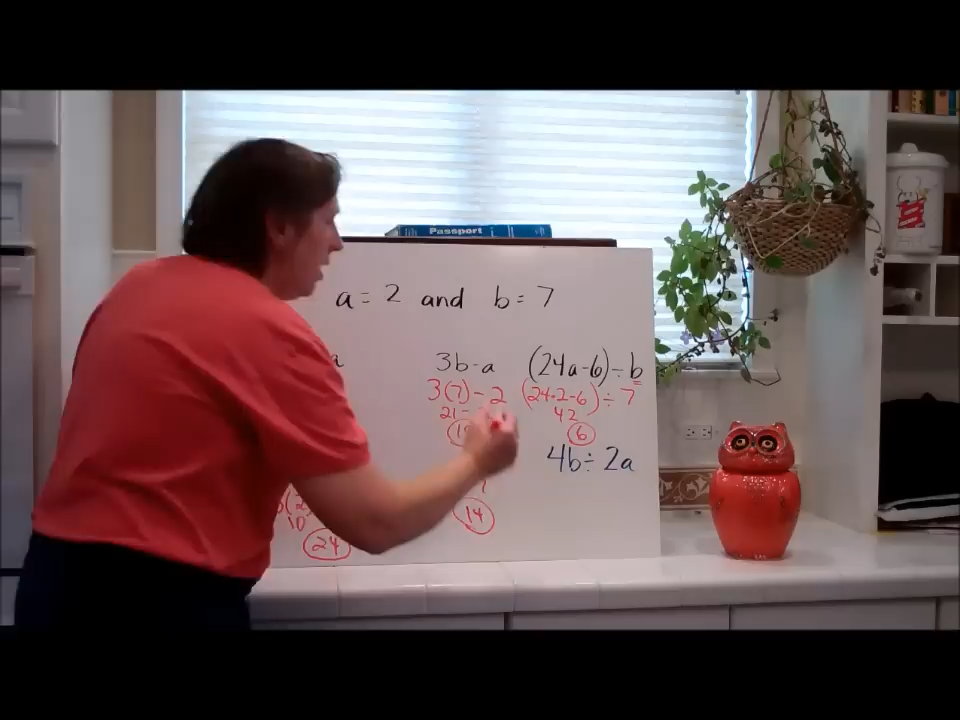 Passport
a = 2 and b = 7
a
3b-a
(24a-6)÷b
3(7)-2
(24•2-6)÷7
21-
42
6
4b÷2a
10
24
14